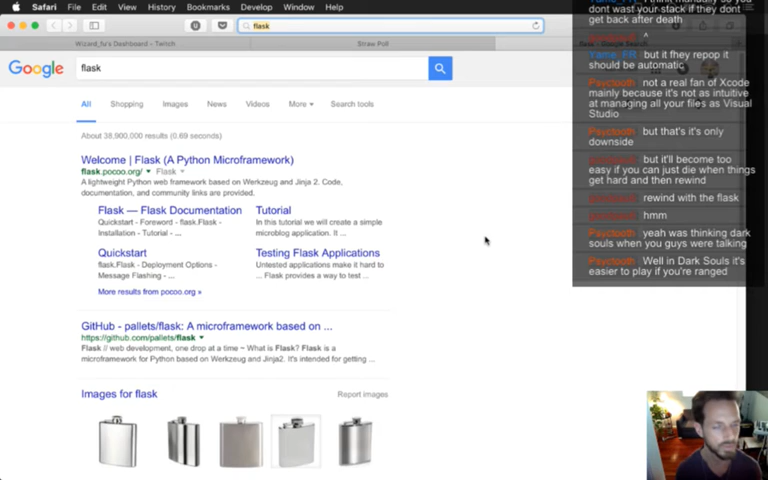 Safari File Edit View History Bookmarks Develop Window Help
flask
Wizard_fu's Dashboard - Twitch
Straw Poll
flask - Google Search
Google
flask
All Shopping Images News Videos More Search tools
About 38,900,000 results (0.69 seconds)
Welcome | Flask (A Python Microframework)
flask.pocoo.org/ Flask
A lightweight Python web framework based on Werkzeug and Jinja 2. Code,
documentation, and community links are provided.
Flask — Flask Documentation
Quickstart - Foreword - flask.Flask -
Installation - Tutorial - ...
Tutorial
In this tutorial we will create a simple
microblog application. It ...
Quickstart
flask.Flask - Deployment Options -
Message Flashing - ...
Testing Flask Applications
Untested applications make it hard to
... Flask provides a way to test ...
More results from pocoo.org »
GitHub - pallets/flask: A microframework based on ...
https://github.com/pallets/flask
Flask // web development, one drop at a time ~ What is Flask? Flask is a
microframework for Python based on Werkzeug and Jinja2. It's intended for getting ...
Images for flask
Report images
dont wast your stack if they dont
get back after death
^
Yame_FR but if fhey repop it
should be automatic
Psyctooth not a real fan of Xcode
mainly because it's not as intuitive
at managing all your files as Visual
Studio
Psyctooth but that's it's only
downside
but it'll become too
easy if you can just die when things
get hard and then rewind
rewind with the flask
hmm
Psyctooth yeah was thinking dark
souls when you guys were talking
Psyctooth Well in Dark Souls it's
easier to play if you're ranged